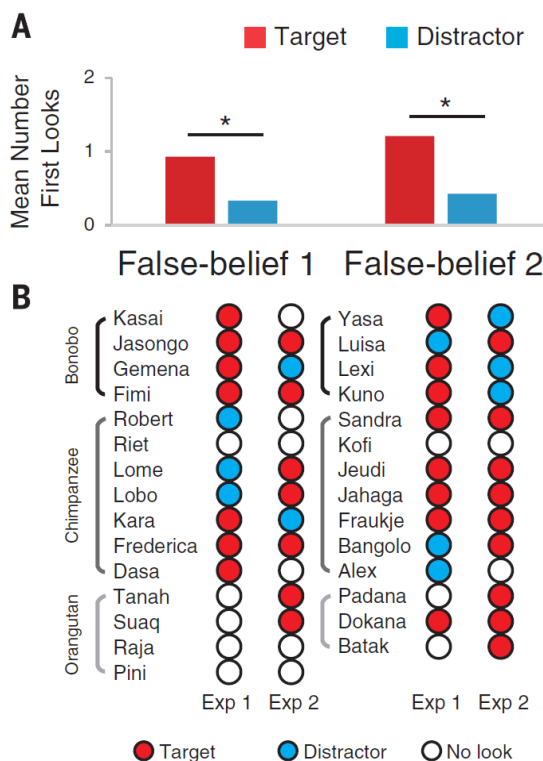 A
Target Distractor
Mean Number
First Looks
2
1
0
*
*
False-belief 1 False-belief 2
B
Bonobo
Kasai
Jasongo
Gemena
Fimi
Chimpanzee
Robert
Riet
Lome
Lobo
Kara
Frederica
Dasa
Orangutan
Tanah
Suaq
Raja
Pini
Exp 1 Exp 2
Yasa
Luisa
Lexi
Kuno
Sandra
Kofi
Jeudi
Jahaga
Fraukje
Bangolo
Alex
Padana
Dokana
Batak
Exp 1 Exp 2
Target Distractor No look